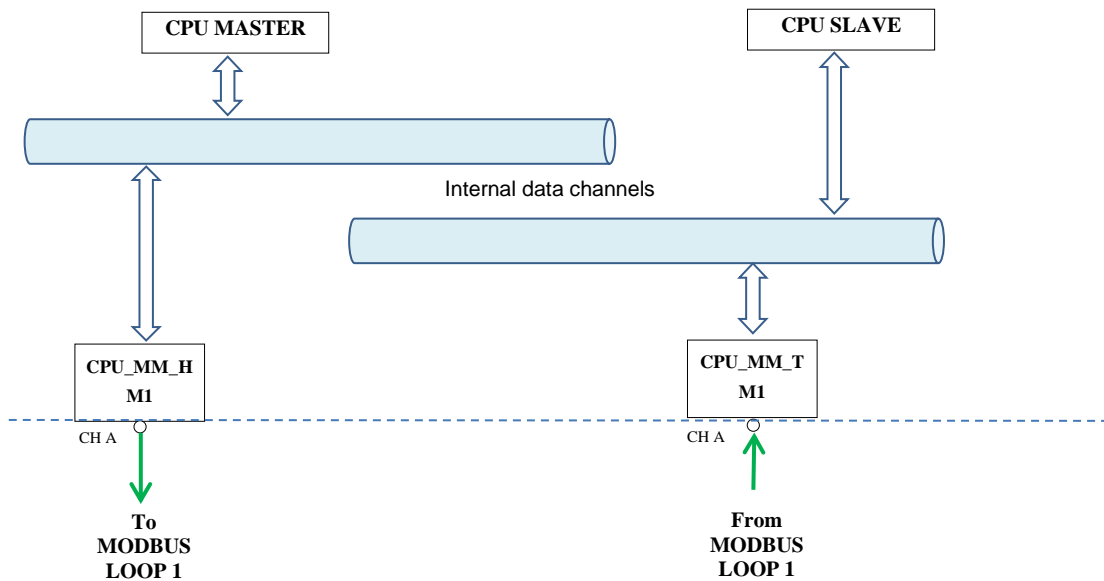 CPU MASTER
CPU SLAVE
Internal data channels
CPU_MM_H
M1
CPU_MM_T
M1
CH A
CH A
To
MODBUS
LOOP 1
From
MODBUS
LOOP 1